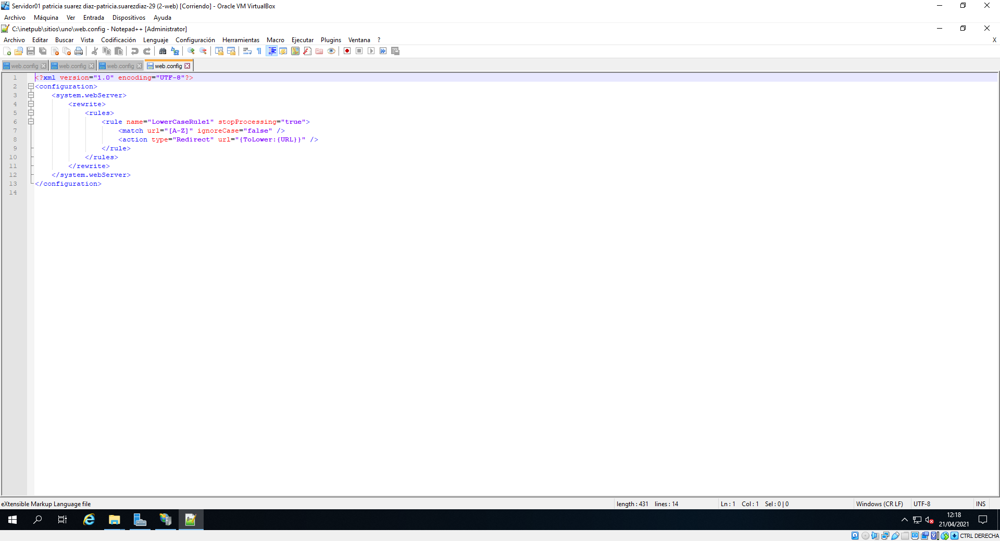 Servidor01 patricia suarez diaz-patricia.suarezdiaz-29 (2-web) [Corriendo] - Oracle VM VirtualBox
Archivo Máquina Ver Entrada Dispositivos Ayuda
C:\inetpub\sitios\uno\web.config - Notepad++ [Administrator]
Archivo Editar Buscar Vista Codificación Lenguaje Configuración Herramientas Macro Ejecutar Plugins Ventana ? X
web.config web.config web.config web.config
1 <?xml version="1.0" encoding="UTF-8"?>
2 <configuration>
3 <system.webServer>
4 <rewrite>
5 <rules>
6 <rule name="LowerCaseRule1" stopProcessing="true">
7 <match url="[A-Z]" ignoreCase="false" />
8 <action type="Redirect" url="{ToLower:{URL}}" />
9 </rule>
10 </rules>
11 </rewrite>
12 </system.webServer>
13 </configuration>
14
eXtensible Markup Language file length : 431 lines : 14 Ln : 1 Col : 1 Sel : 0 | 0 Windows (CR LF) UTF-8 INS
12:18
21/04/2021
CTRL DERECHA